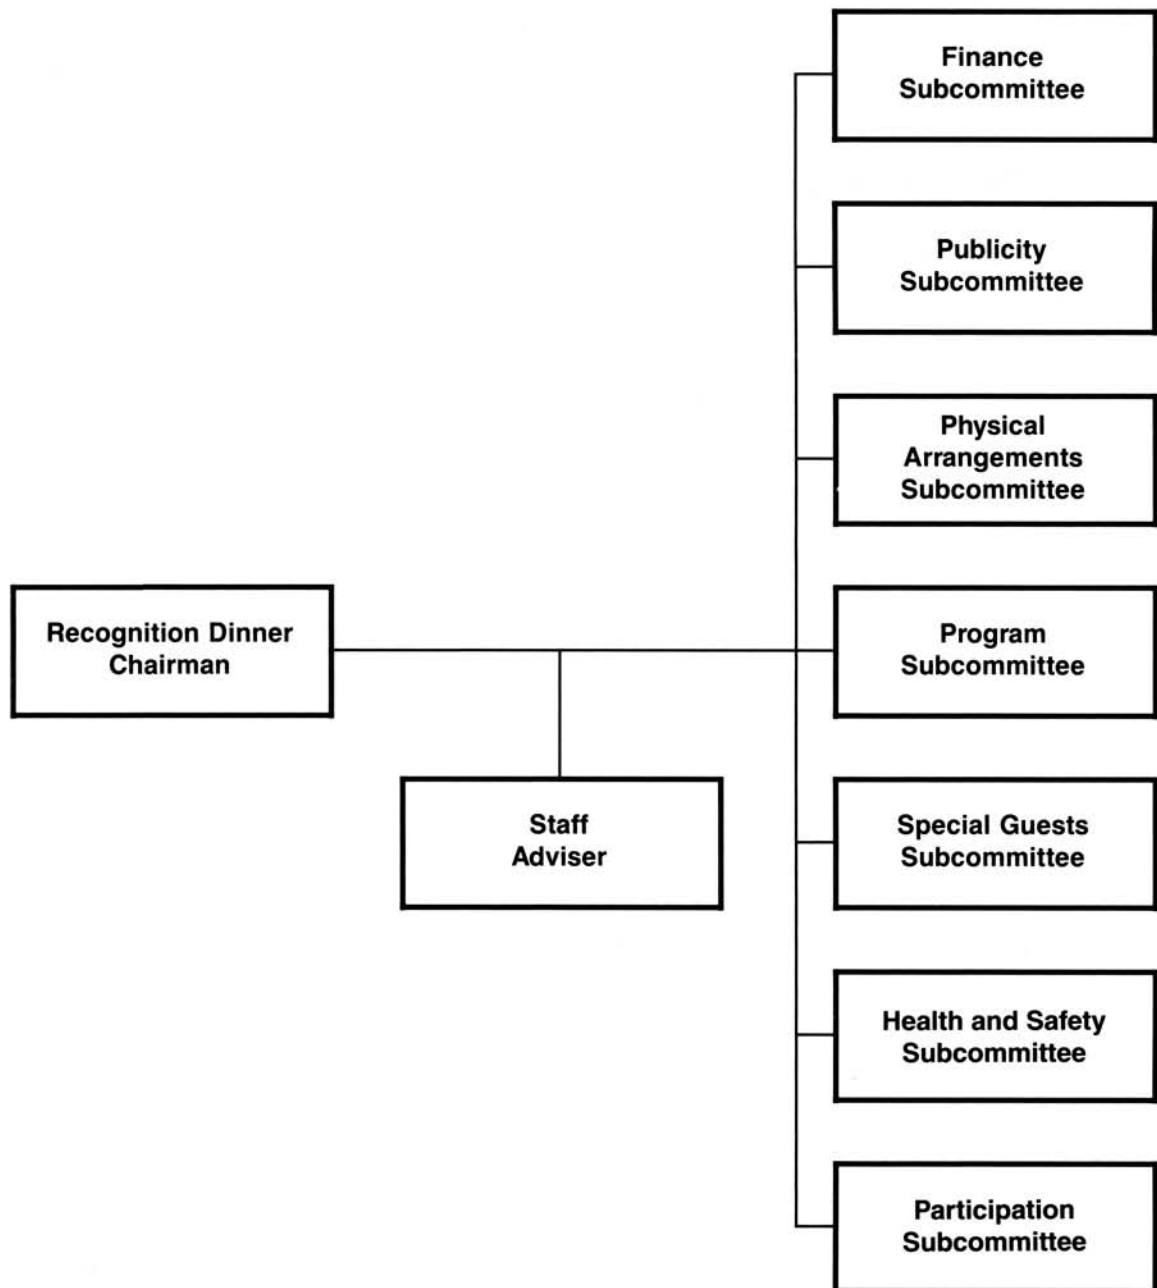 Finance
Subcommittee
Publicity
Subcommittee
Physical
Arrangements
Subcommittee
Recognition Dinner
Chairman
Program
Subcommittee
Staff
Adviser
Special Guests
Subcommittee
Health and Safety
Subcommittee
Participation
Subcommittee